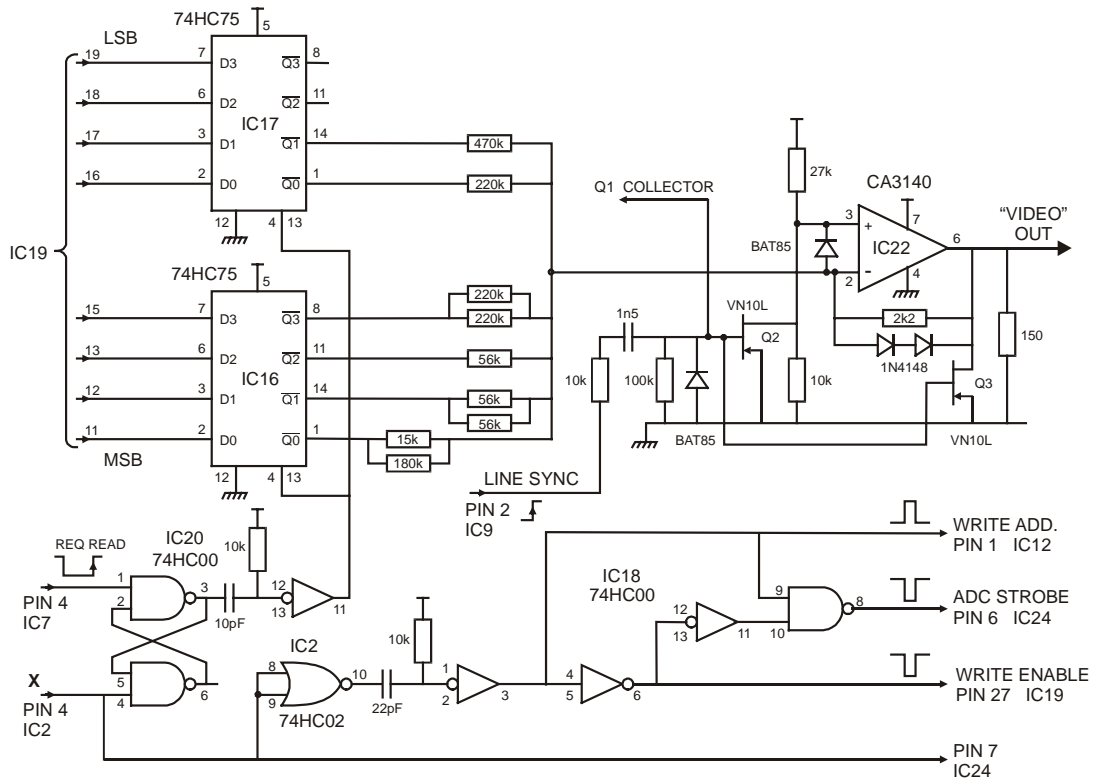 74HC75
5
LSB
19
7
D3
Q3
8
18
6
D2
Q2
11
IC17
17
3
D1
Q1
14
470k
16
2
D0
Q0
1
220k
12
4
13
IC19
74HC75
5
15
7
D3
Q3
8
220k
220k
13
6
D2
Q2
11
56k
IC16
12
3
D1
Q1
14
56k
56k
11
2
D0
Q0
1
15k
180k
MSB
12
4
13
27k
CA3140
Q1 COLLECTOR
3
+
7
IC22
6
"VIDEO"
OUT
BAT85
-
2
4
VN10L
1n5
Q2
2k2
150
1N4148
10k
100k
10k
Q3
BAT85
VN10L
LINE SYNC
PIN 2
IC9
IC20
74HC00
REQ READ
10k
1
3
12
PIN 4
IC7
2
10pF
13
11
X
5
6
PIN 4
IC2
4
IC2
8
10
9
74HC02
22pF
10k
1
2
3
4
5
6
IC18
74HC00
12
13
11
9
10
8
WRITE ADD.
PIN 1 IC12
ADC STROBE
PIN 6 IC24
WRITE ENABLE
PIN 27 IC19
PIN 7
IC24